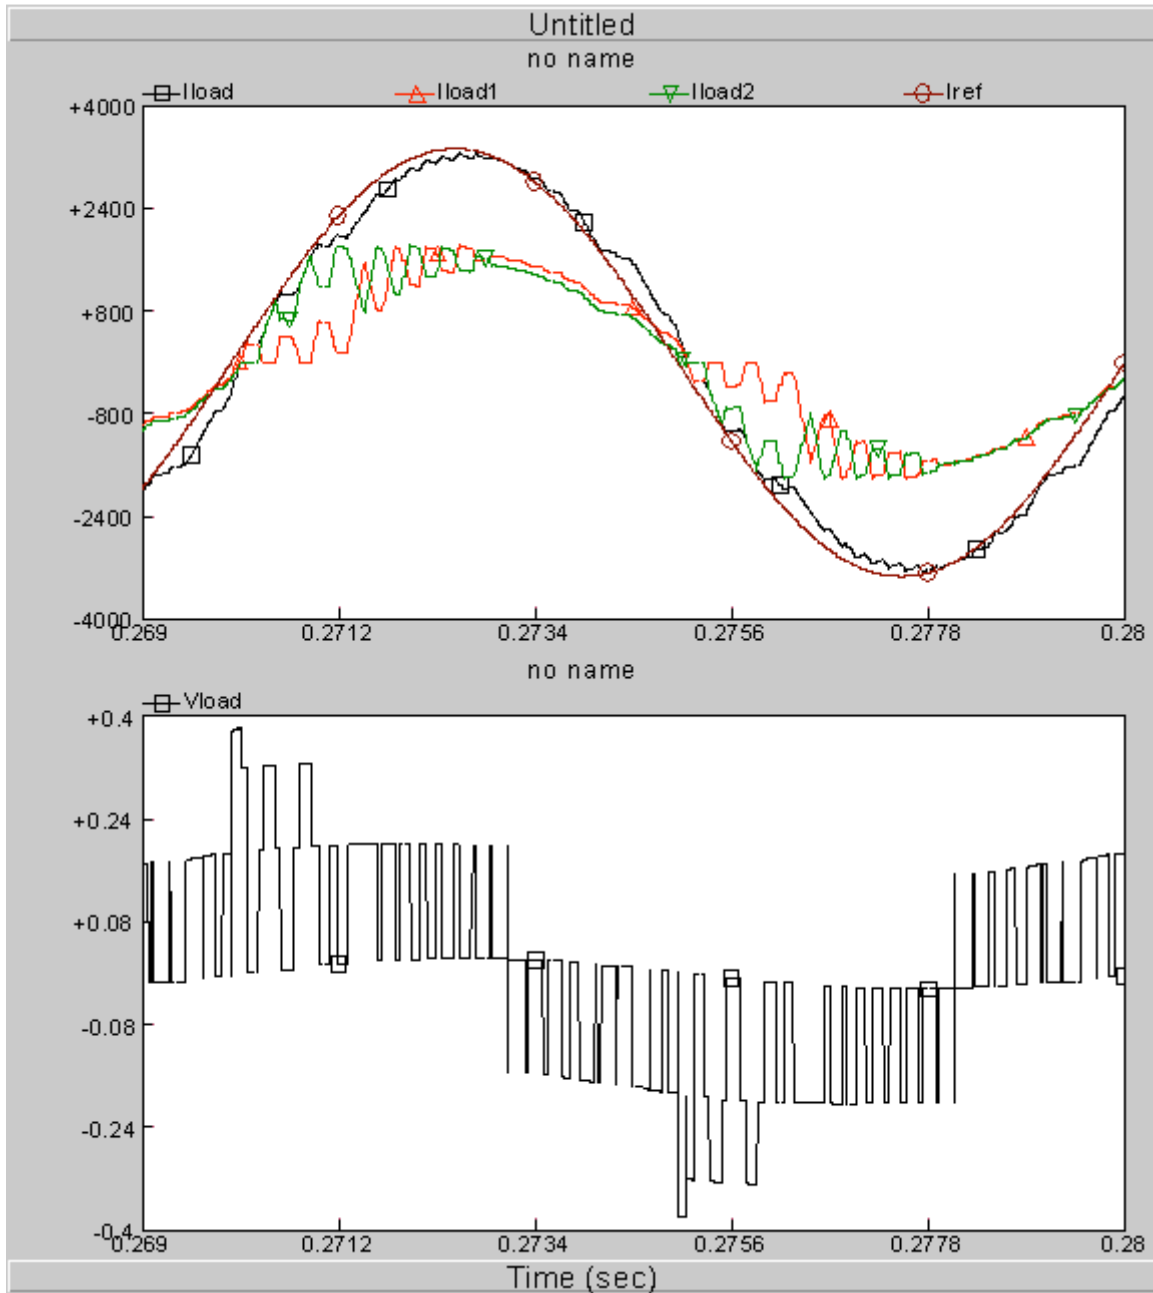 Untitled
no name
Iload Iload1 Iload2 Iref
+4000
+2400
+800
-800
-2400
-4000
0.269 0.2712 0.2734 0.2756 0.2778 0.28
no name
Vload
+0.4
+0.24
+0.08
-0.08
-0.24
-0.4
0.269 0.2712 0.2734 0.2756 0.2778 0.28
Time (sec)